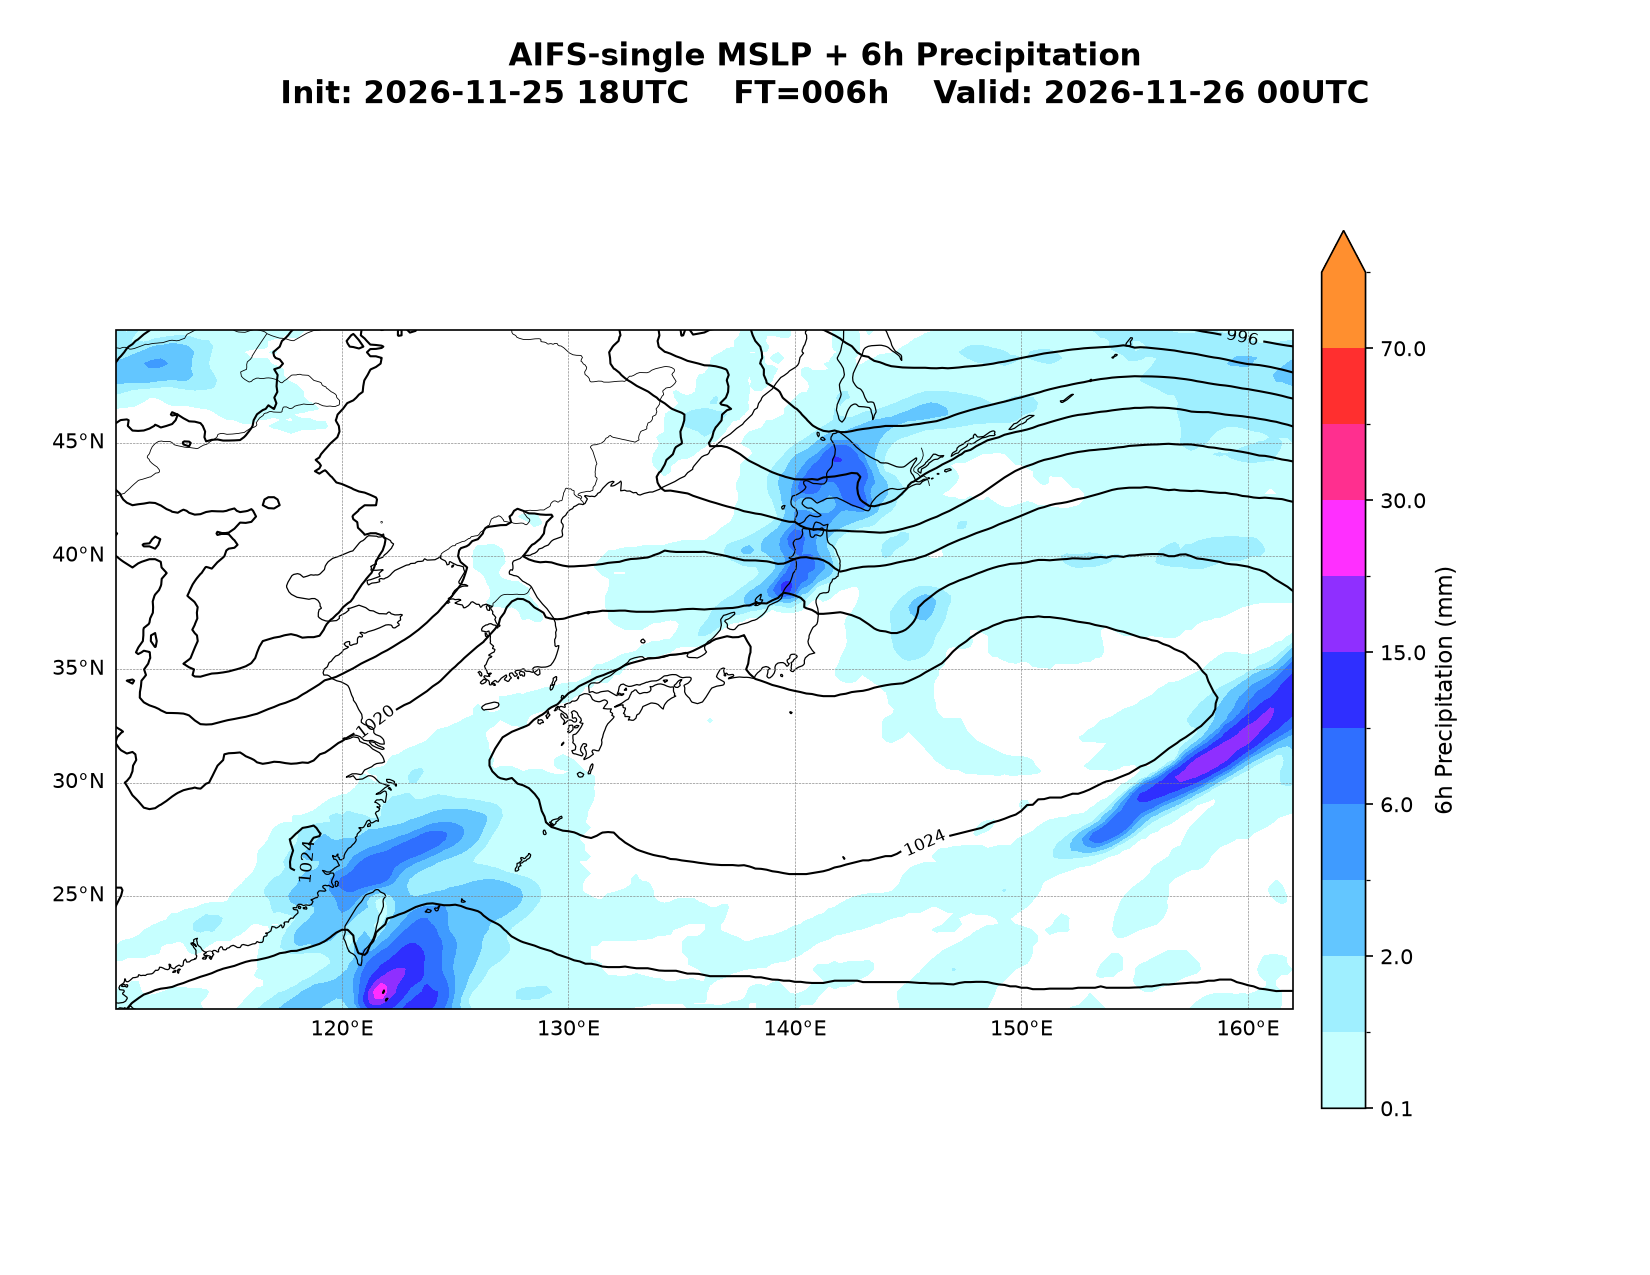 AIFS-single MSLP + 6h Precipitation
Init: 2026-11-25 18UTC    FT=006h    Valid: 2026-11-26 00UTC
996
70.0
45°N
30.0
40°N
15.0
35°N
1020
6h Precipitation (mm)
30°N
6.0
1024
1024
25°N
2.0
120°E 130°E 140°E 150°E 160°E
0.1